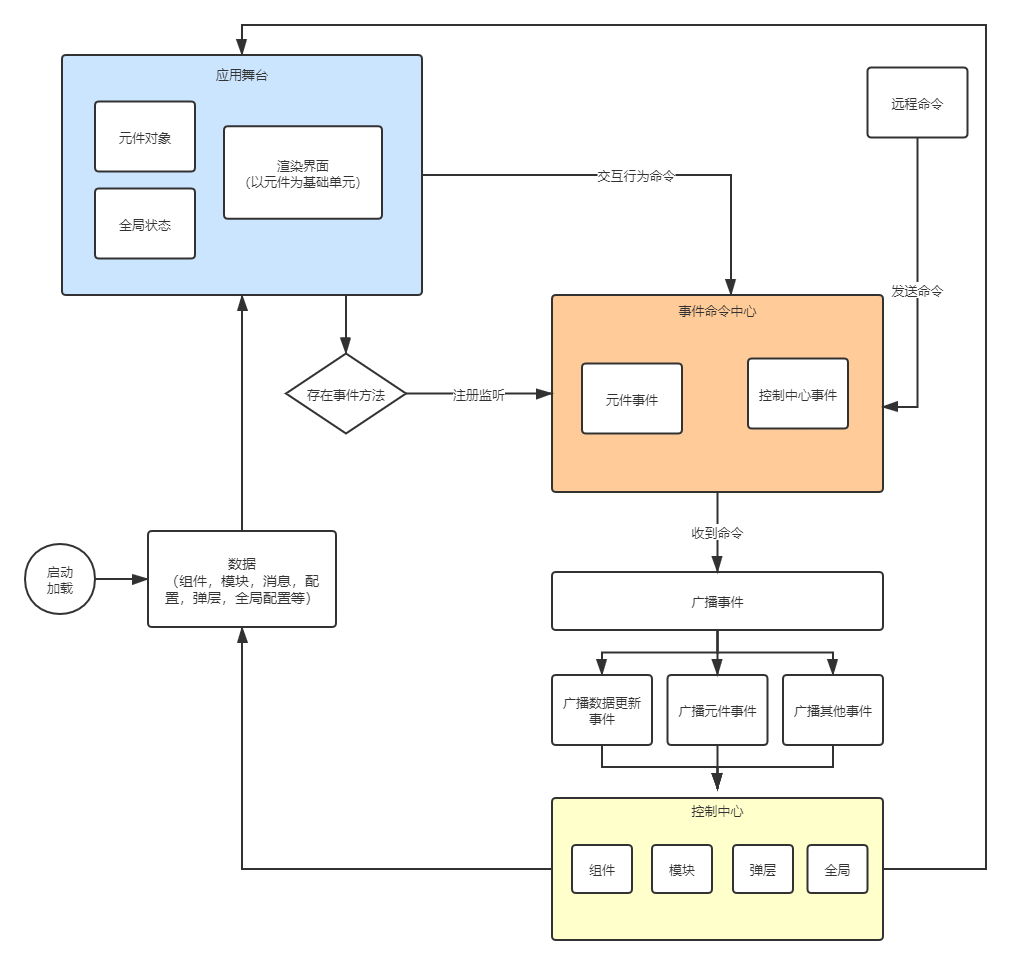 应用舞台
元件对象
渲染界面
（以元件为基础单元）
全局状态
远程命令
交互行为命令
发送命令
事件命令中心
元件事件
控制中心事件
存在事件方法
注册监听
收到命令
启动
加载
数据
（组件，模块，消息，配
置，弹层，全局配置等）
广播事件
广播数据更新
事件
广播元件事件
广播其他事件
控制中心
组件
模块
弹层
全局